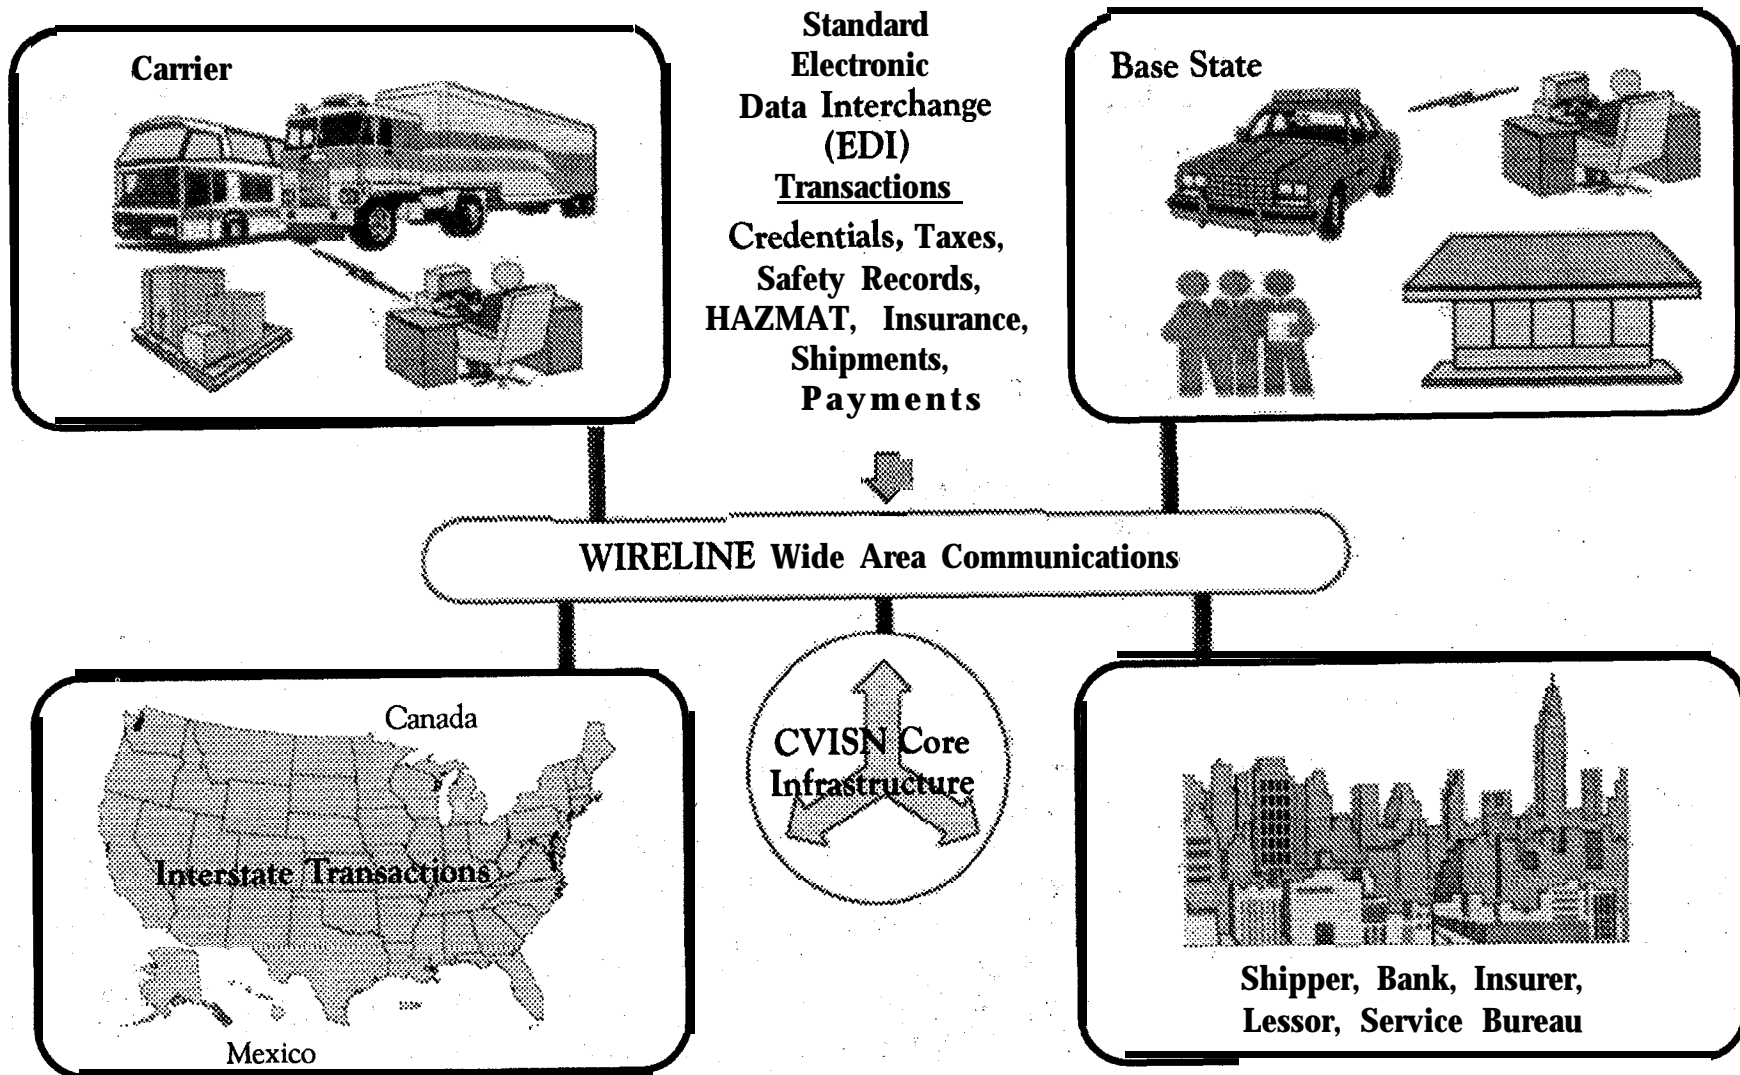 Carrier
Standard
Electronic
Data Interchange
(EDI)
Transactions
Credentials, Taxes,
Safety Records,
HAZMAT, Insurance,
Shipments,
Payments
Base State
WIRELINE Wide Area Communications
Canada
Interstate Transactions
Mexico
CVISN Core
Infrastructure
Shipper, Bank, Insurer,
Lessor, Service Bureau